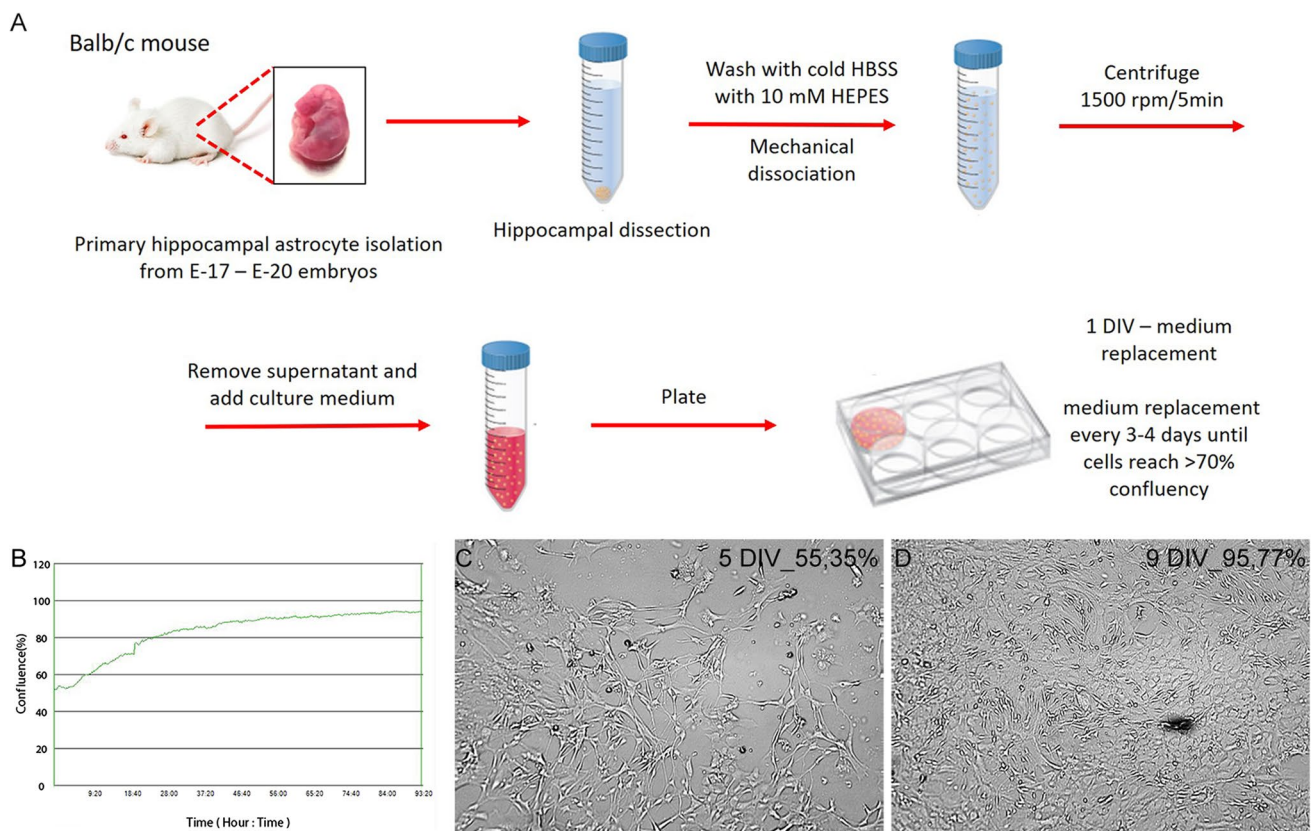 A
Balb/c mouse
Primary hippocampal astrocyte isolation
from E-17 – E-20 embryos
Hippocampal dissection
Wash with cold HBSS
with 10 mM HEPES
Mechanical
dissociation
Centrifuge
1500 rpm/5min
Remove supernatant and
add culture medium
Plate
1 DIV – medium
replacement
medium replacement
every 3-4 days until
cells reach >70%
confluency
B
Confluence(%)
120
100
80
60
40
20
0
9:20 18:40 28:00 37:20 46:40 56:00 65:20 74:40 84:00 93:20
Time ( Hour : Time )
C
5 DIV_55,35%
D
9 DIV_95,77%